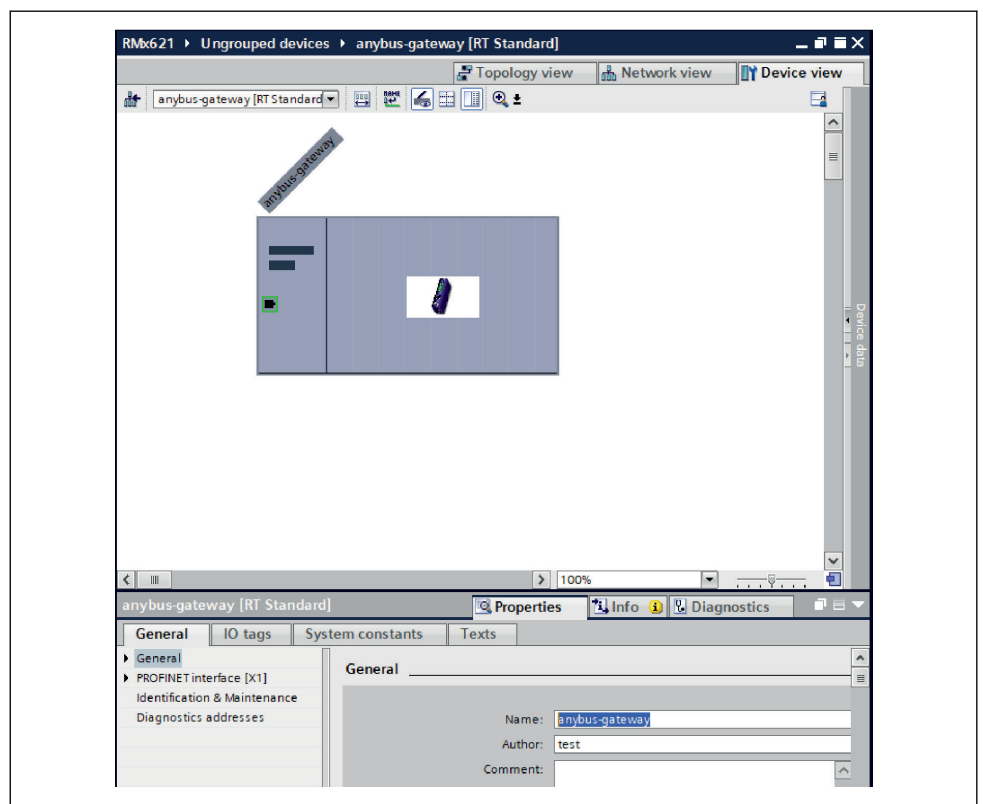 RMx621 ▸ Ungrouped devices ▸ anybus-gateway [RT Standard]
Topology view Network view Device view
anybus-gateway [RT Standard
NAME
anybus-gateway
Device data
100%
anybus-gateway [RT Standard]
Properties Info Diagnostics
General IO tags System constants Texts
General
PROFINET interface [X1]
Identification & Maintenance
Diagnostics addresses
General
Name: anybus-gateway
Author: test
Comment: